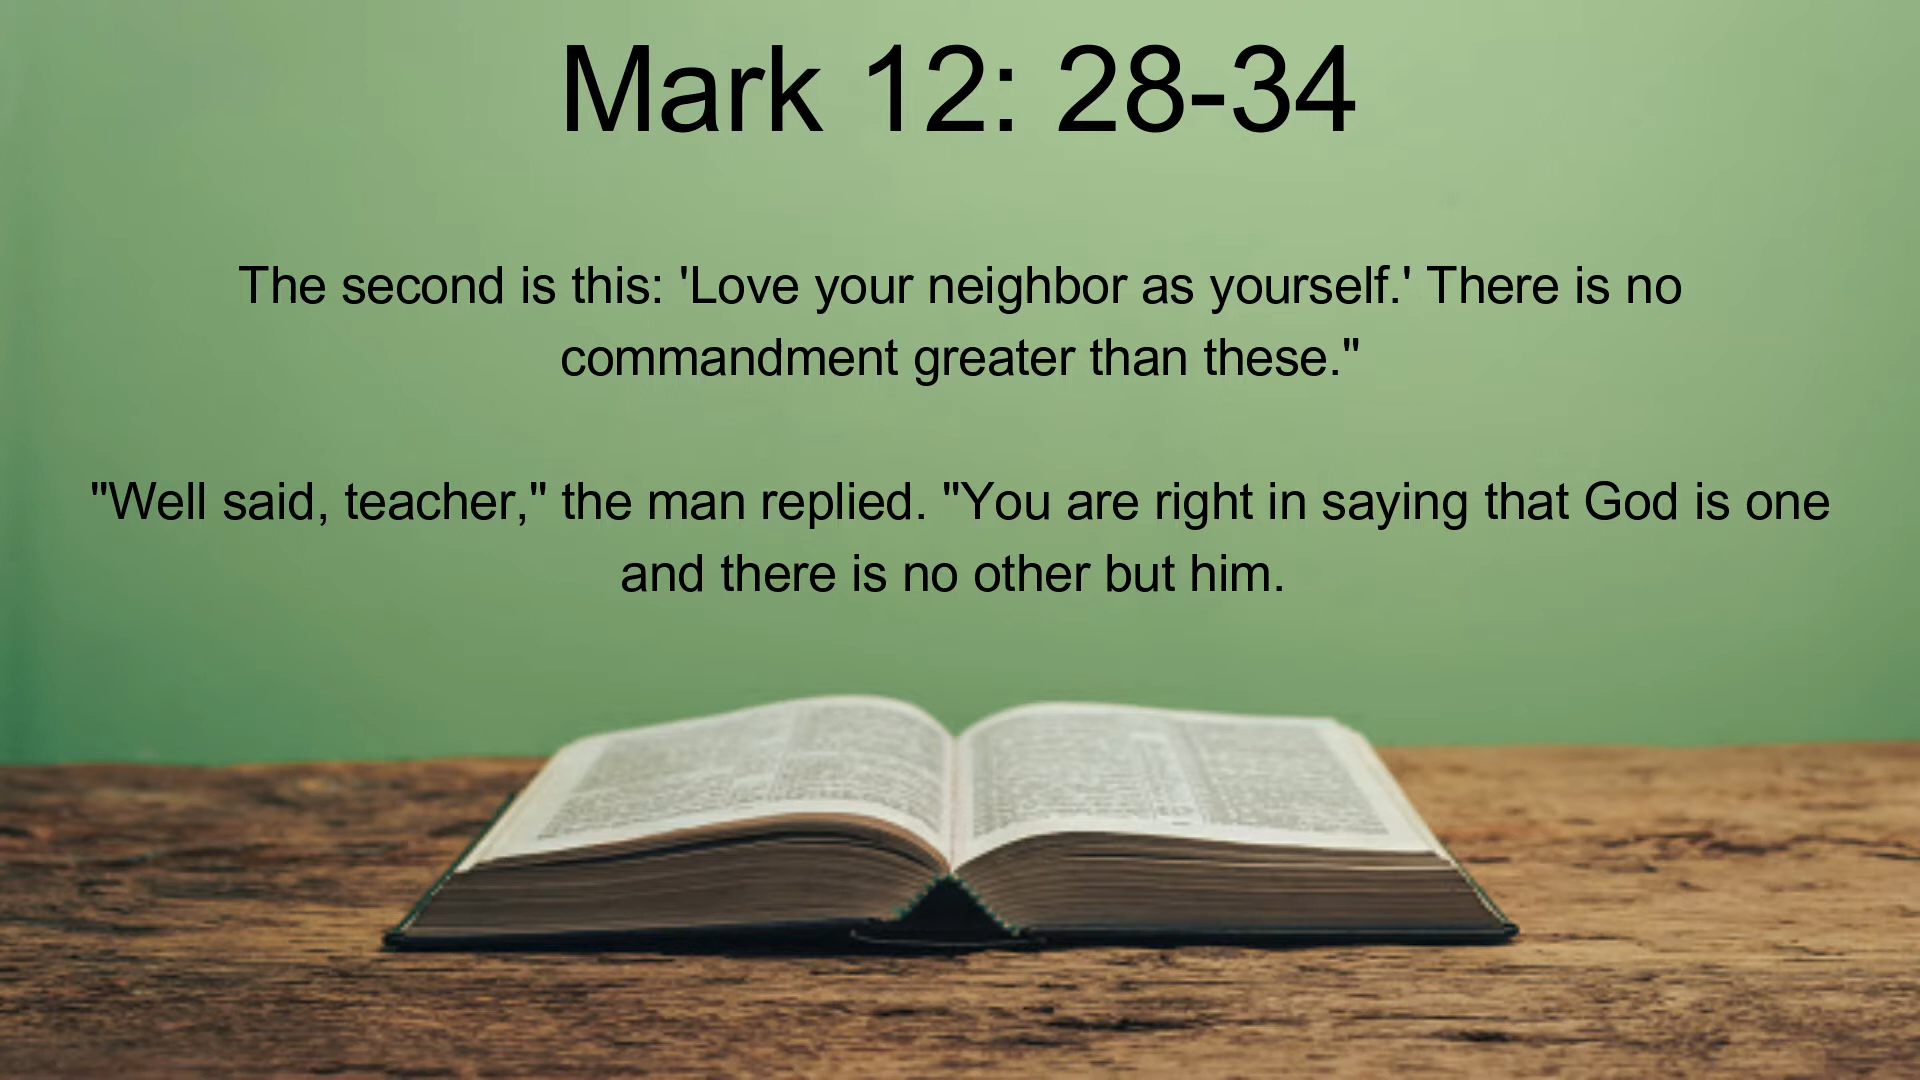 Mark 12: 28-34
The second is this: 'Love your neighbor as yourself.' There is no
commandment greater than these."
"Well said, teacher," the man replied. "You are right in saying that God is one
and there is no other but him.